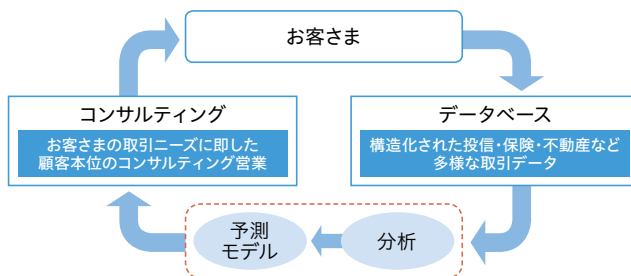 お客さま
コンサルティング
お客さまの取引ニーズに即した
顧客本位のコンサルティング営業
データベース
構造化された投信・保険・不動産など
多様な取引データ
予測
モデル
分析